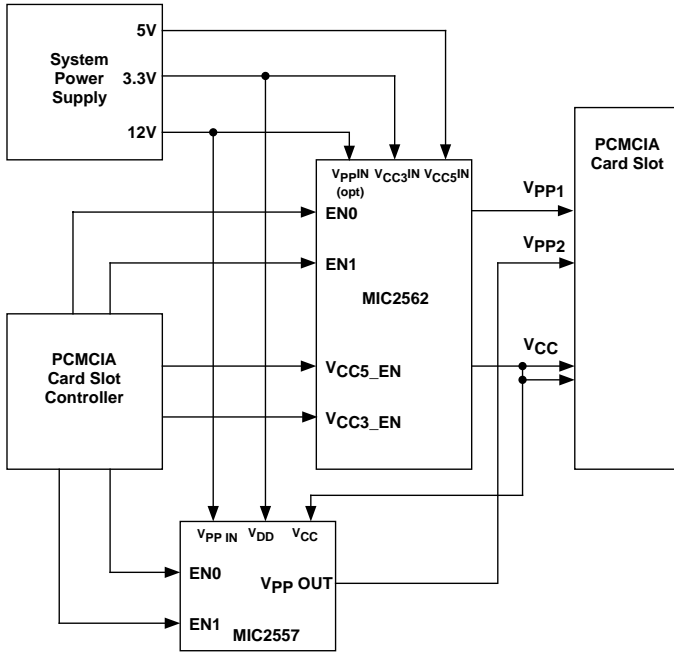 System
Power
Supply
5V
3.3V
12V
VPPIN
(opt)
VCC3IN
VCC5IN
EN0
EN1
MIC2562
VCC5_EN
VCC3_EN
PCMCIA
Card Slot
VPP1
VPP2
VCC
PCMCIA
Card Slot
Controller
VPP IN
VDD
VCC
EN0
VPP OUT
EN1
MIC2557